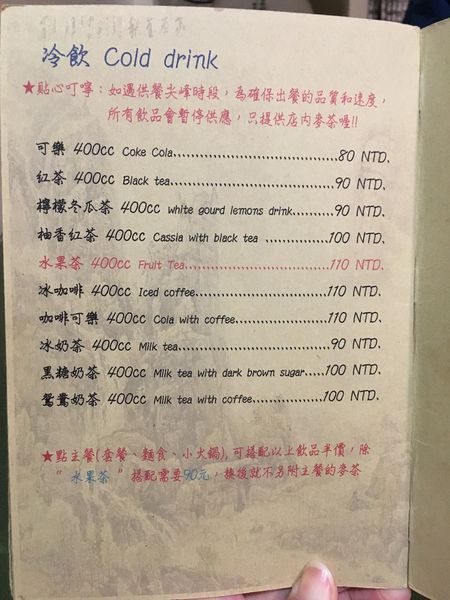 冷飲 Cold drink
★貼心叮嚀：如遇供餐尖峰時段，為確保出餐的品質和速度，
所有飲品會暫停供應，只提供店內麥茶喔!!
可樂 400cc Coke Cola 80 NTD.
紅茶 400cc Black tea 90 NTD.
檸檬冬瓜茶 400cc white gourd lemons drink 90 NTD.
柚香紅茶 400cc Cassia with black tea 100 NTD.
水果茶 400cc Fruit Tea 110 NTD.
冰咖啡 400cc Iced coffee 110 NTD.
咖啡可樂 400cc Cola with coffee 110 NTD.
冰奶茶 400cc Milk tea 90 NTD.
黑糖奶茶 400cc Milk tea with dark brown sugar 100 NTD.
鴛鴦奶茶 400cc Milk tea with coffee 100 NTD.
★點主餐(套餐、麵食、小火鍋),可搭配以上飲品半價，除
“ 水果茶 ” 搭配需要90元，換後就不另附主餐的麥茶